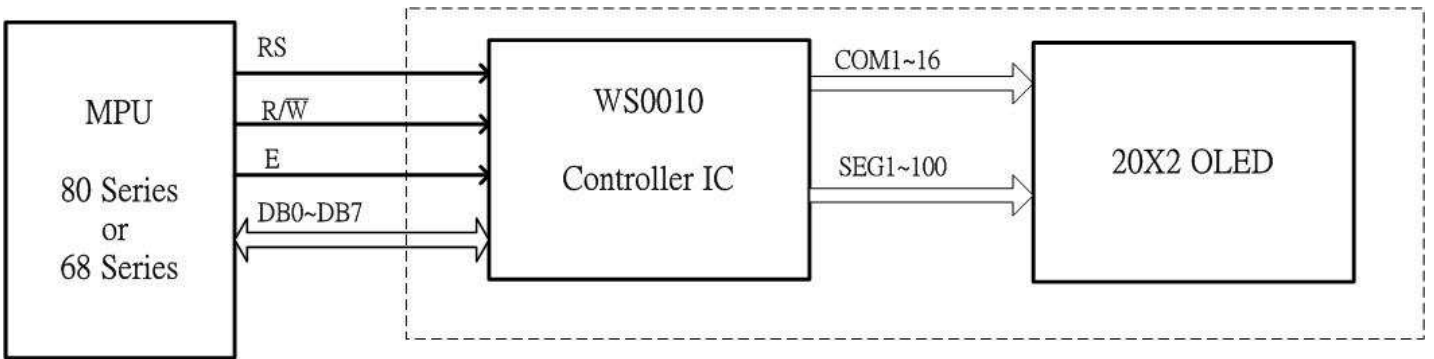 MPU
80 Series
or
68 Series
RS
R/W̅
E
DB0~DB7
WS0010
Controller IC
COM1~16
SEG1~100
20X2 OLED